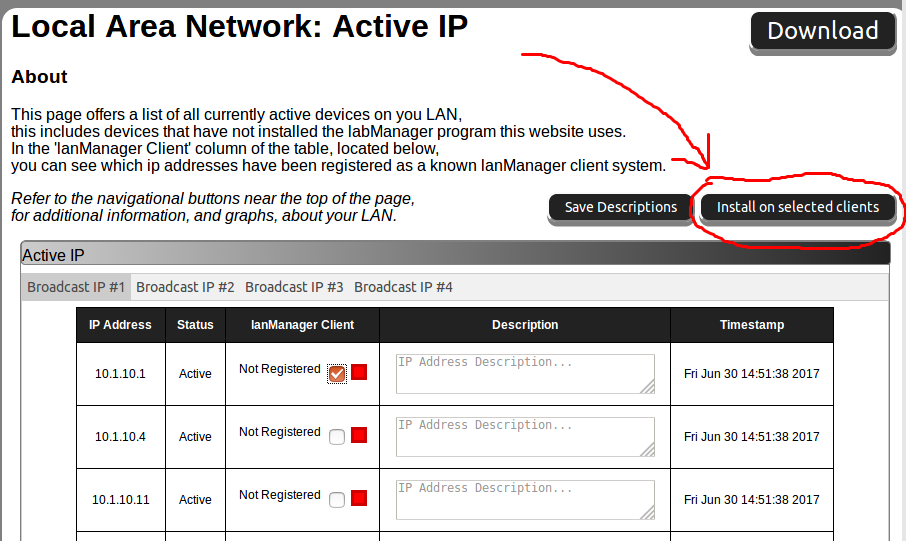 Local Area Network: Active IP
Download
About
This page offers a list of all currently active devices on you LAN,
this includes devices that have not installed the labManager program this website uses.
In the 'lanManager Client' column of the table, located below,
you can see which ip addresses have been registered as a known lanManager client system.
Refer to the navigational buttons near the top of the page,
for additional information, and graphs, about your LAN.
Save Descriptions Install on selected clients
Active IP
Broadcast IP #1 Broadcast IP #2 Broadcast IP #3 Broadcast IP #4
IP Address Status lanManager Client Description Timestamp
10.1.10.1 Active Not Registered IP Address Description... Fri Jun 30 14:51:38 2017
10.1.10.4 Active Not Registered IP Address Description... Fri Jun 30 14:51:38 2017
10.1.10.11 Active Not Registered IP Address Description... Fri Jun 30 14:51:38 2017